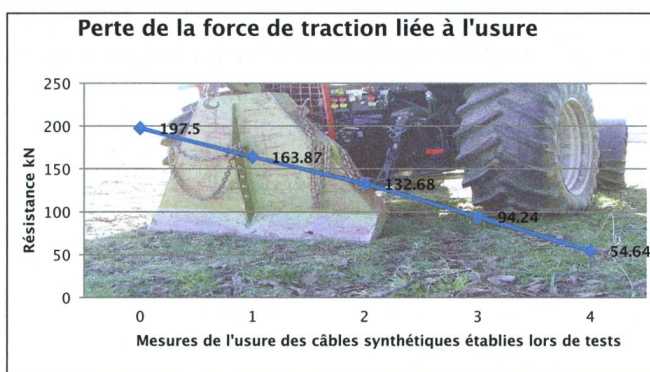 Perte de la force de traction liée à l'usure
250
200
150
100
50
0
Résistance kN
197.5
163.87
132.68
94.24
54.64
0 1 2 3 4
Mesures de l'usure des câbles synthétiques établies lors de tests